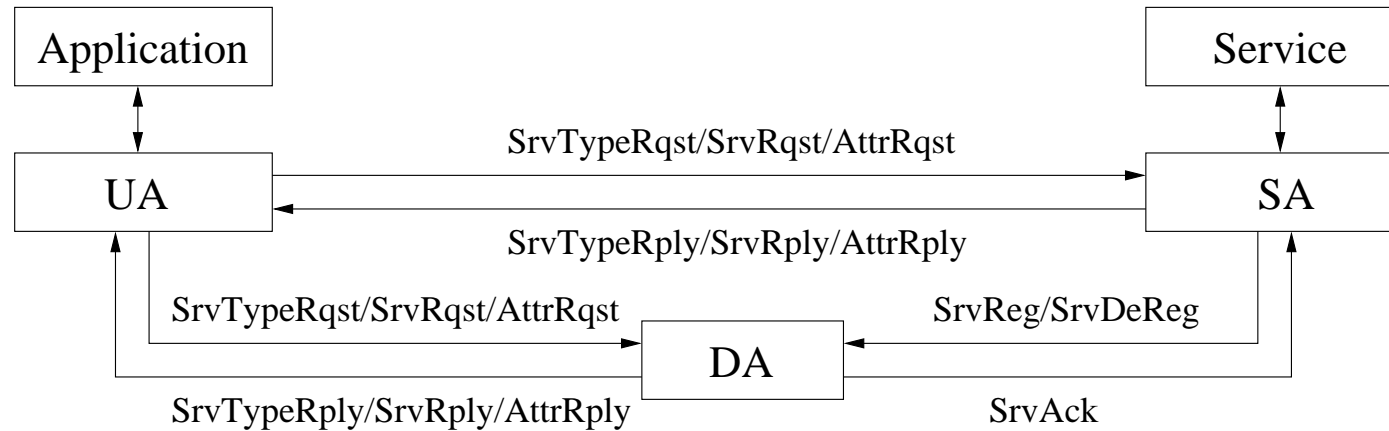 Application
Service
SrvTypeRqst/SrvRqst/AttrRqst
UA
SA
SrvTypeRply/SrvRply/AttrRply
SrvTypeRqst/SrvRqst/AttrRqst
SrvReg/SrvDeReg
DA
SrvTypeRply/SrvRply/AttrRply
SrvAck